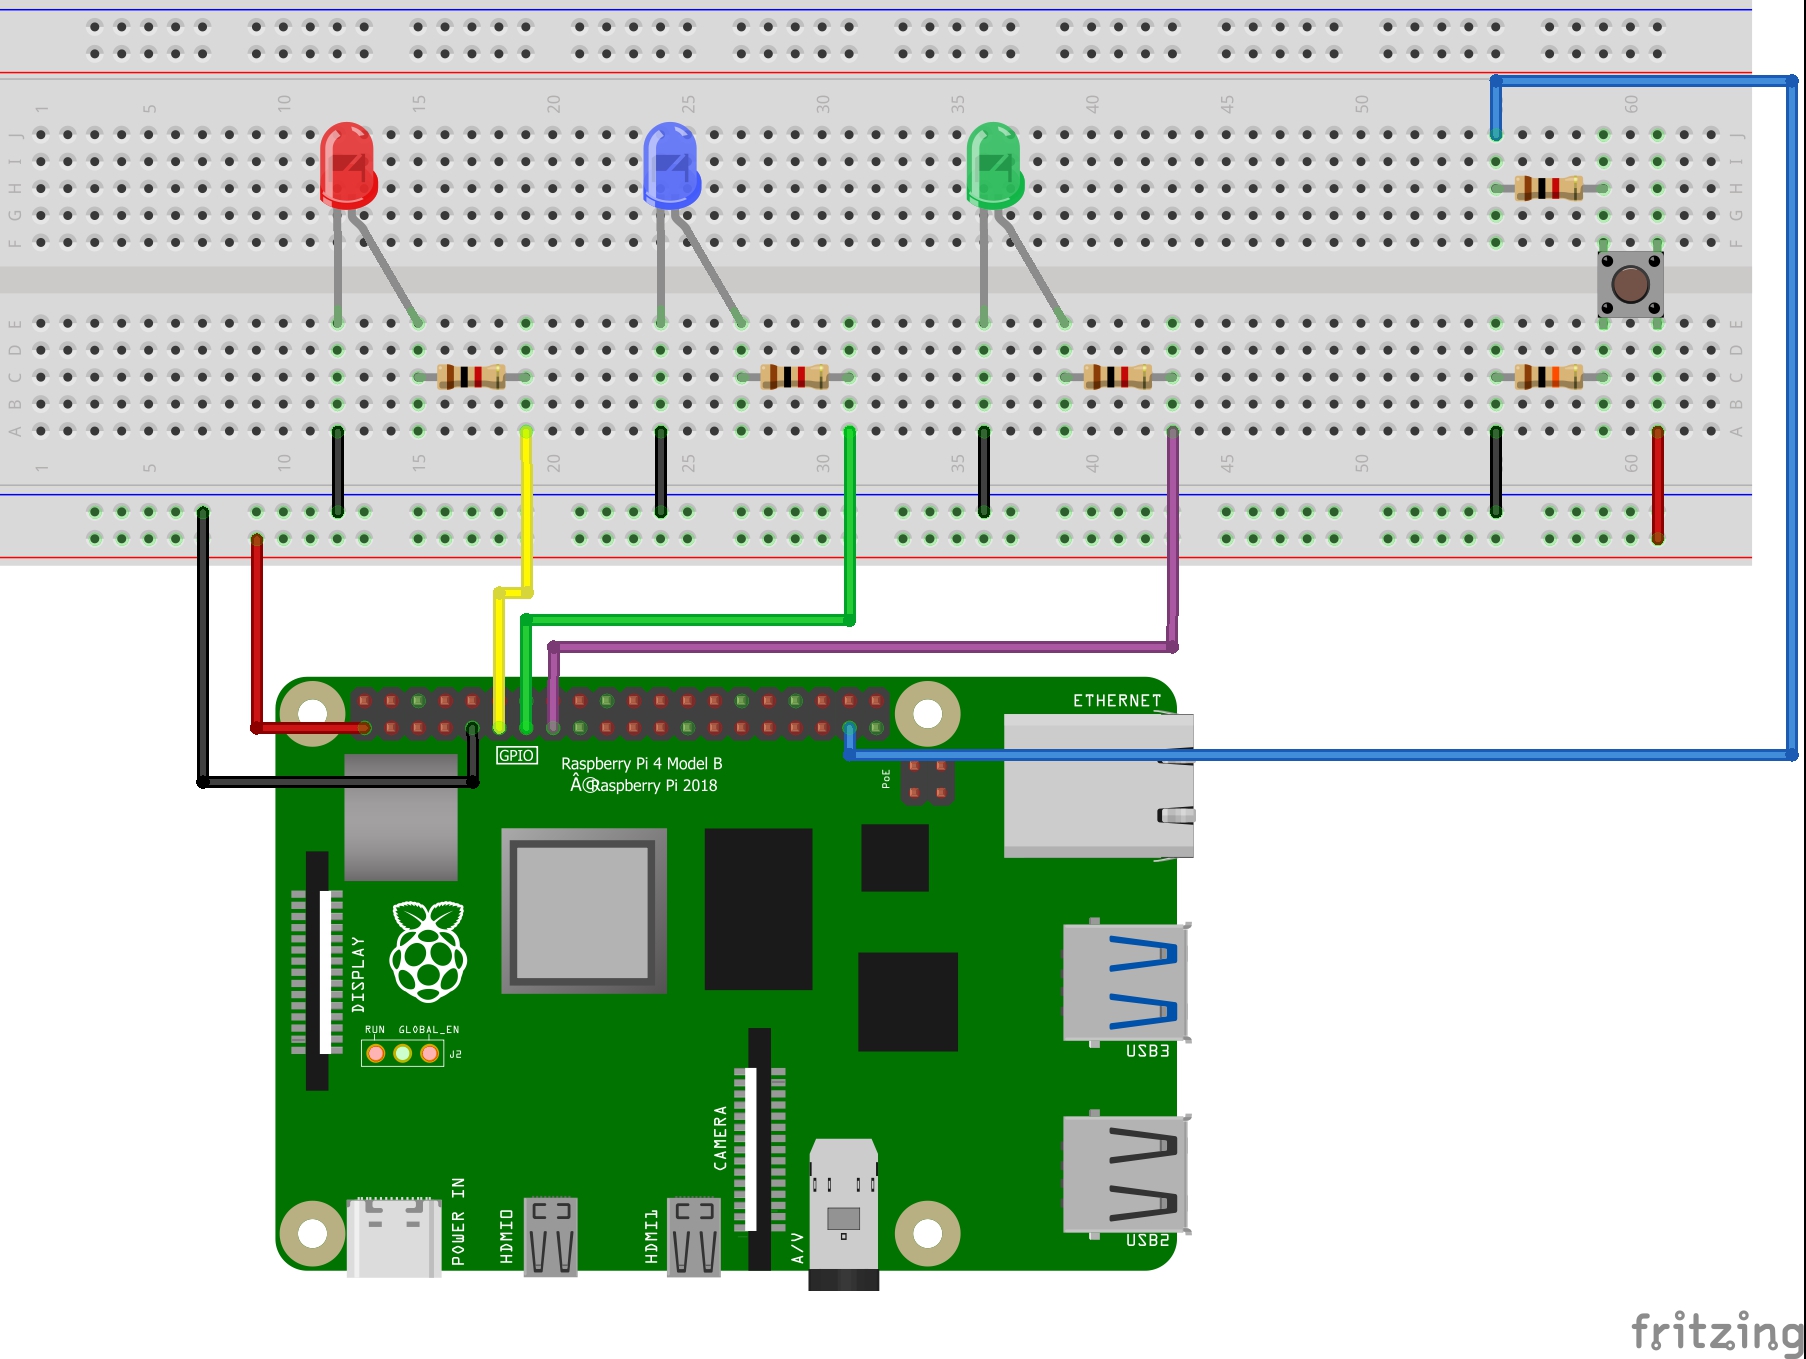 1 5 10 15 20 25 30 35 40 45 50 60
J J
I I
H H
G G
F F
E E
D D
C C
B B
A A
1 5 10 15 20 25 30 35 40 45 50 60
ETHERNET
GPIO
Raspberry Pi 4 Model B
Â©Raspberry Pi 2018
PoE
DISPLAY
RUN GLOBAL_EN
J2
USB3
CAMERA
POWER IN
HDMI0
HDMI1
A/V
USB2
fritzing